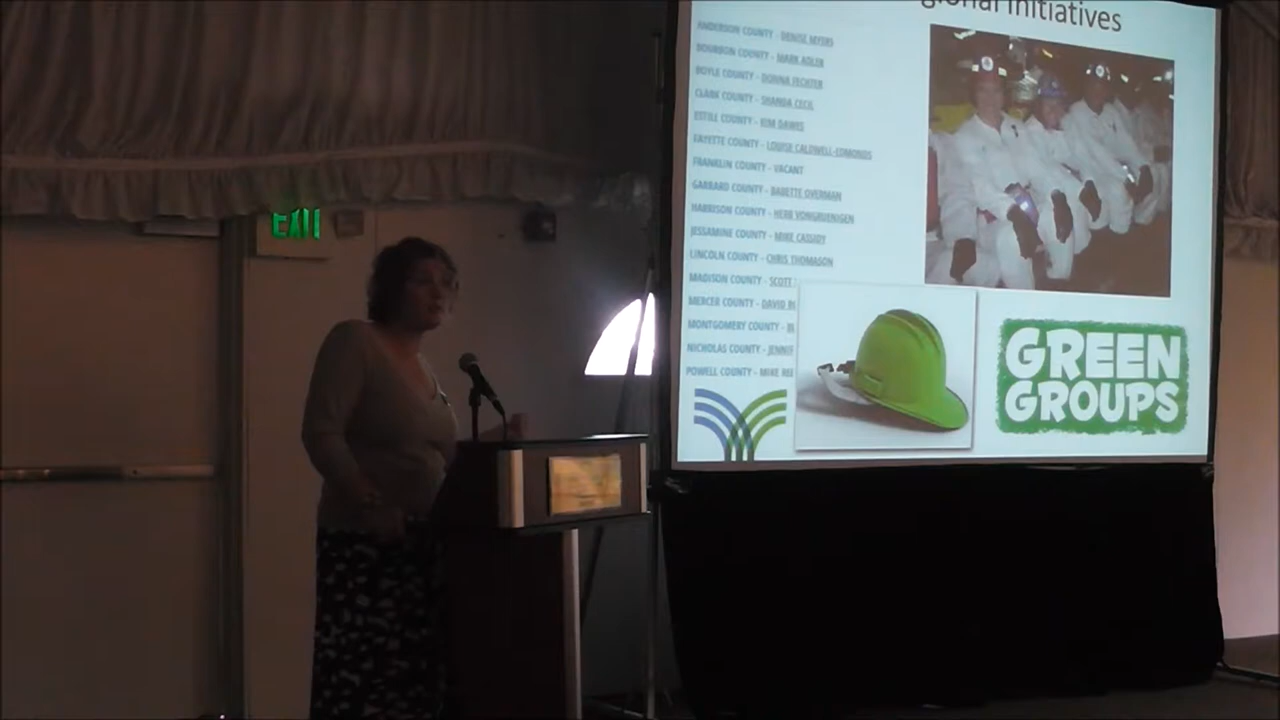 gional Initiatives
ANDERSON COUNTY - DENISE MYERS
BOURBON COUNTY - MARK ADLER
BOYLE COUNTY - DONNA FECHTER
CLARK COUNTY - SHANDA CECIL
ESTILL COUNTY - KIM DAWES
FAYETTE COUNTY - LOUISE CALDWELL-EDMONDS
FRANKLIN COUNTY - VACANT
GARRARD COUNTY - BABETTE OVERMAN
HARRISON COUNTY - HERB VONGRUENIGEN
JESSAMINE COUNTY - MIKE CASSIDY
LINCOLN COUNTY - CHRIS THOMASON
MADISON COUNTY - SCOTT
MERCER COUNTY - DAVID
MONTGOMERY COUNTY -
NICHOLAS COUNTY - JENNIF
POWELL COUNTY - MIKE
GREEN
GROUPS
EXIT